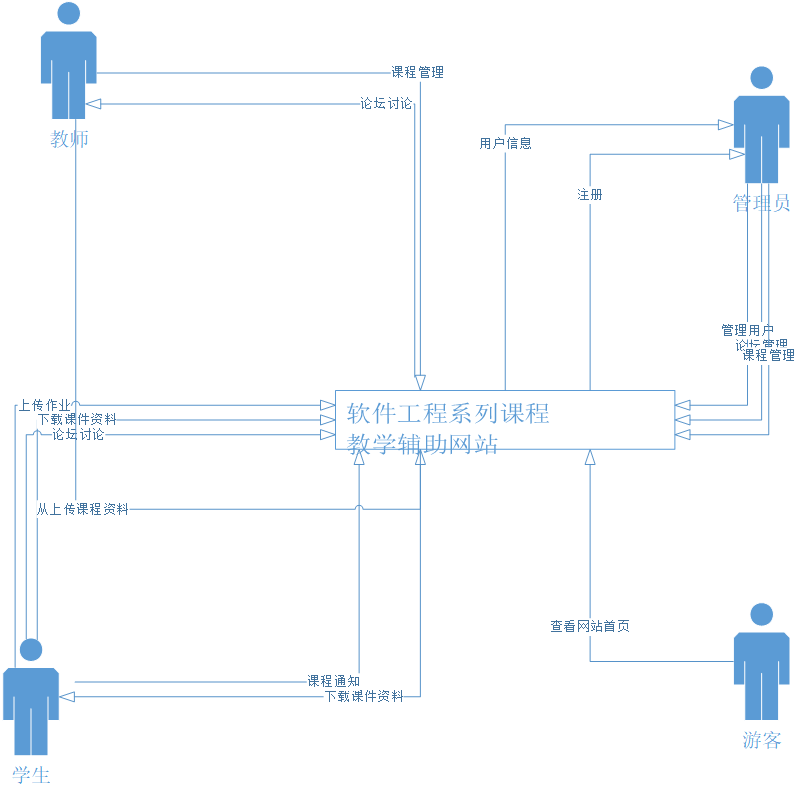 课程管理
论坛讨论
教师
用户信息
注册
管理员
管理用户
论坛管理
课程管理
上传作业
下载课件资料
论坛讨论
软件工程系列课程
教学辅助网站
从上传课程资料
查看网站首页
课程通知
下载课件资料
游客
学生